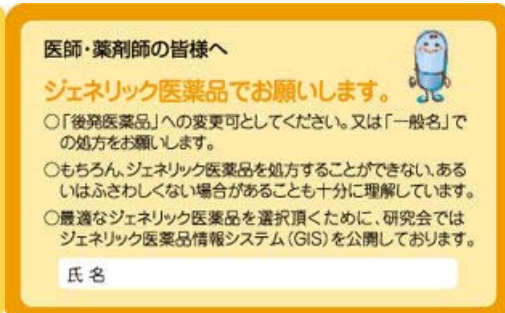 医師・薬剤師の皆様へ
ジェネリック医薬品でお願いします。
○「後発医薬品」への変更可としてください。又は「一般名」で
の処方をお願いします。
○もちろん、ジェネリック医薬品を処方することができない、ある
いはふさわしくない場合があることも十分に理解しています。
○最適なジェネリック医薬品を選択頂くために、研究会では
ジェネリック医薬品情報システム(GIS)を公開しております。
氏名